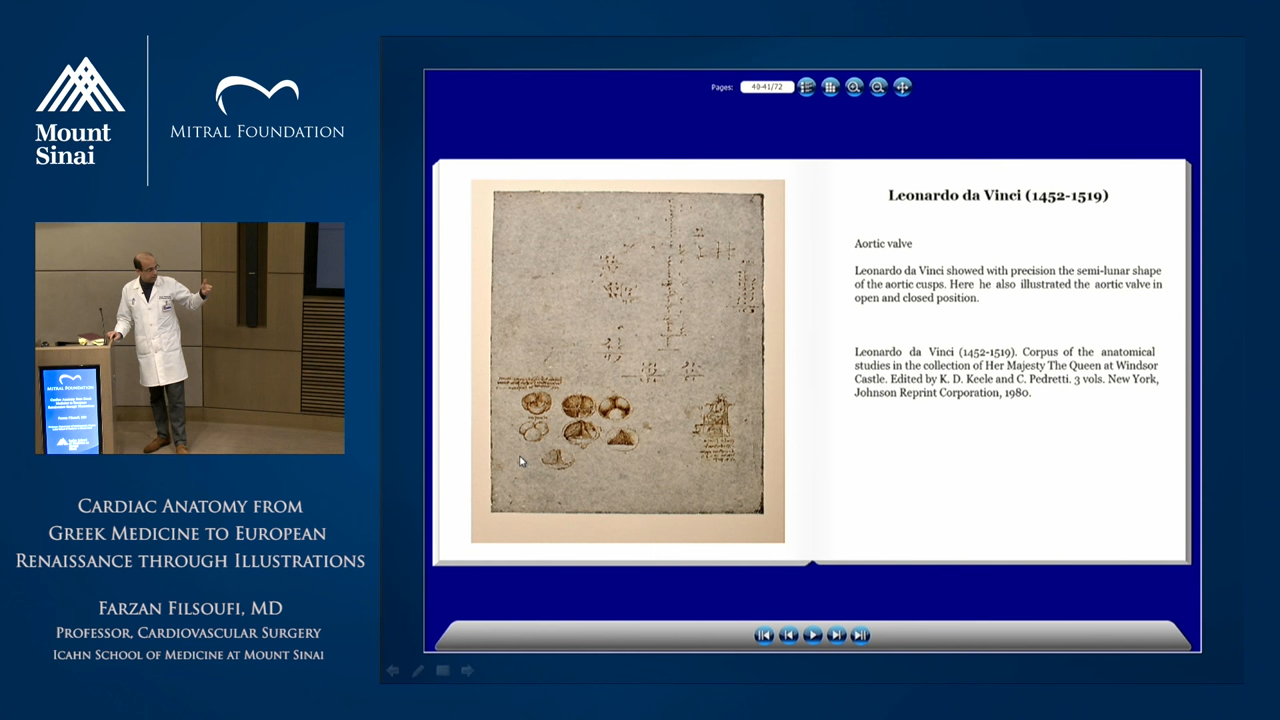 Mount
Sinai
MITRAL FOUNDATION
MITRAL FOUNDATION
CARDIAC ANATOMY FROM
GREEK MEDICINE TO EUROPEAN
RENAISSANCE THROUGH ILLUSTRATIONS
FARZAN FILSOUFI, MD
PROFESSOR, CARDIOVASCULAR SURGERY
ICAHN SCHOOL OF MEDICINE AT MOUNT SINAI
Pages: 40-41/72
Leonardo da Vinci (1452-1519)
Aortic valve
Leonardo da Vinci showed with precision the semi-lunar shape
of the aortic cusps. Here he also illustrated the aortic valve in
open and closed position.
Leonardo da Vinci (1452-1519). Corpus of the anatomical
studies in the collection of Her Majesty The Queen at Windsor
Castle. Edited by K. D. Keele and C. Pedretti. 3 vols. New York,
Johnson Reprint Corporation, 1980.